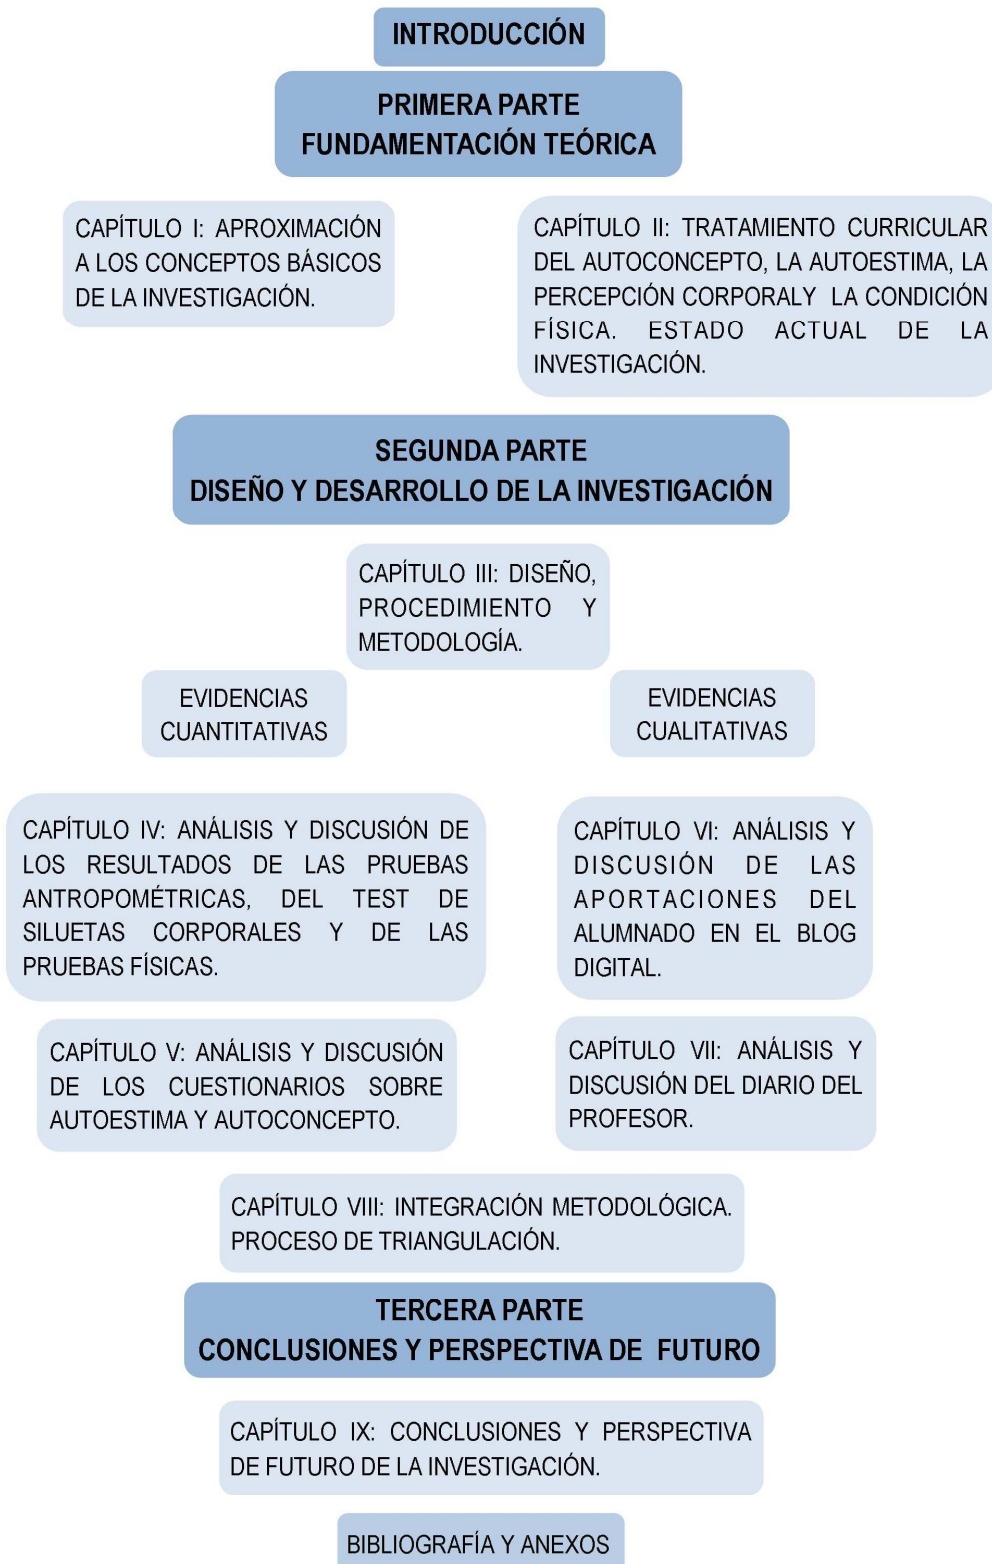 INTRODUCCIÓN
PRIMERA PARTE
FUNDAMENTACIÓN TEÓRICA
CAPÍTULO I: APROXIMACIÓN
A LOS CONCEPTOS BÁSICOS
DE LA INVESTIGACIÓN.
CAPÍTULO II: TRATAMIENTO CURRICULAR
DEL AUTOCONCEPTO, LA AUTOESTIMA, LA
PERCEPCIÓN CORPORALY LA CONDICIÓN
FÍSICA. ESTADO ACTUAL DE LA
INVESTIGACIÓN.
SEGUNDA PARTE
DISEÑO Y DESARROLLO DE LA INVESTIGACIÓN
CAPÍTULO III: DISEÑO,
PROCEDIMIENTO Y
METODOLOGÍA.
EVIDENCIAS
CUANTITATIVAS
EVIDENCIAS
CUALITATIVAS
CAPÍTULO IV: ANÁLISIS Y DISCUSIÓN DE
LOS RESULTADOS DE LAS PRUEBAS
ANTROPOMÉTRICAS, DEL TEST DE
SILUETAS CORPORALES Y DE LAS
PRUEBAS FÍSICAS.
CAPÍTULO VI: ANÁLISIS Y
DISCUSIÓN DE LAS
APORTACIONES DEL
ALUMNADO EN EL BLOG
DIGITAL.
CAPÍTULO V: ANÁLISIS Y DISCUSIÓN
DE LOS CUESTIONARIOS SOBRE
AUTOESTIMA Y AUTOCONCEPTO.
CAPÍTULO VII: ANÁLISIS Y
DISCUSIÓN DEL DIARIO DEL
PROFESOR.
CAPÍTULO VIII: INTEGRACIÓN METODOLÓGICA.
PROCESO DE TRIANGULACIÓN.
TERCERA PARTE
CONCLUSIONES Y PERSPECTIVA DE FUTURO
CAPÍTULO IX: CONCLUSIONES Y PERSPECTIVA
DE FUTURO DE LA INVESTIGACIÓN.
BIBLIOGRAFÍA Y ANEXOS